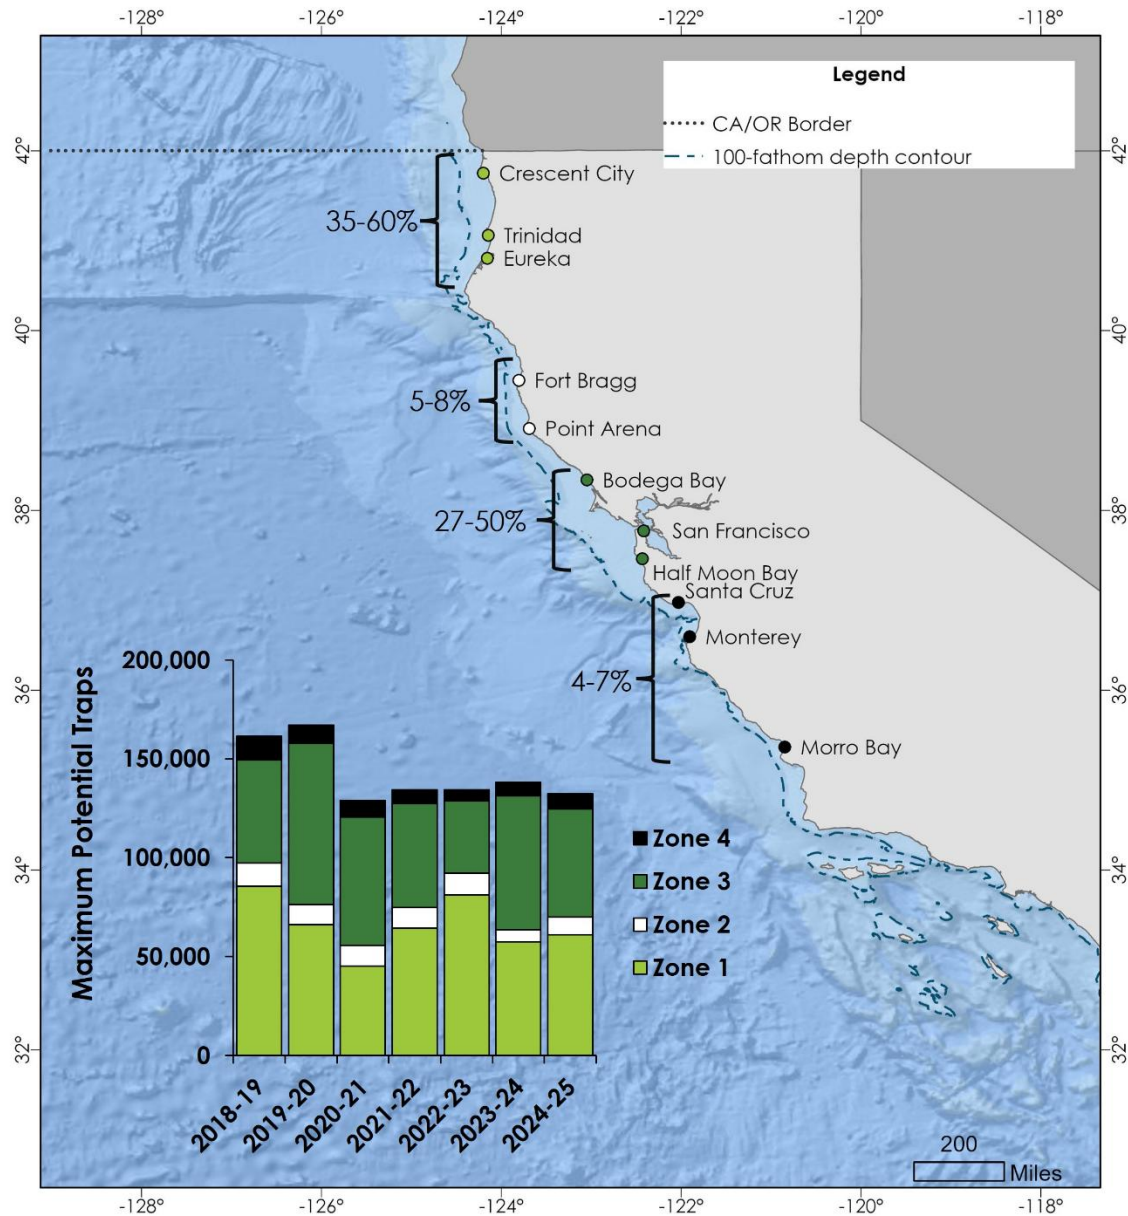 -128° -126° -124° -122° -120° -118°
Legend
CA/OR Border
100-fathom depth contour
42° 42°
Crescent City
35-60%
Trinidad
Eureka
40° 40°
Fort Bragg
5-8%
Point Arena
Bodega Bay
38° 38°
27-50%
San Francisco
Half Moon Bay
Santa Cruz
Monterey
4-7%
36° 36°
Morro Bay
34° 34°
32° 32°
Maximum Potential Traps
200,000
150,000
100,000
50,000
0
Zone 4
Zone 3
Zone 2
Zone 1
2018-19 2019-20 2020-21 2021-22 2022-23 2023-24 2024-25
200
Miles
-128° -126° -124° -122° -120° -118°